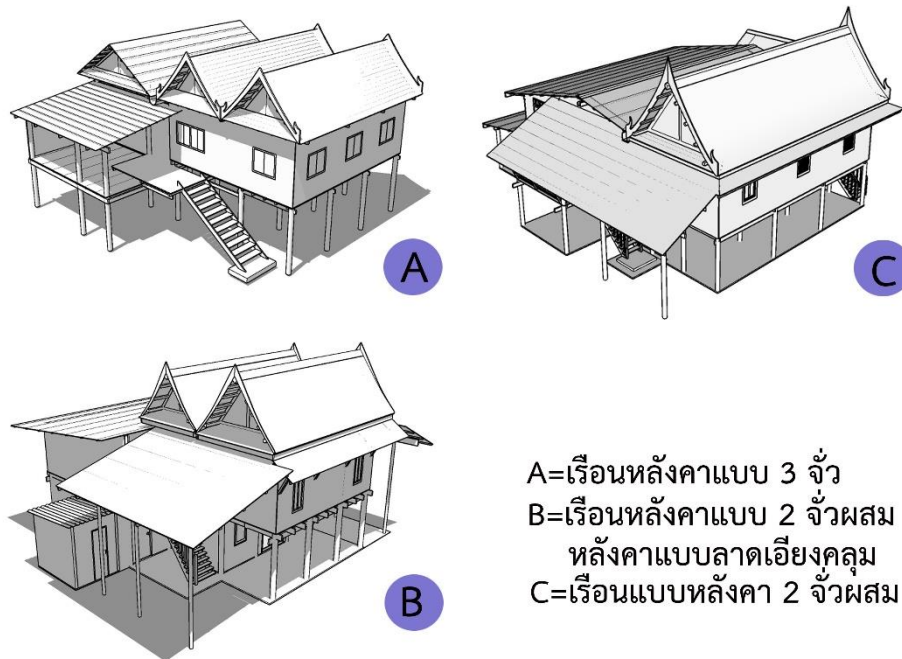 A
C
B
A=เรือนหลังคาแบบ 3 จั่ว
B=เรือนหลังคาแบบ 2 จั่วผสม
หลังคาแบบลาดเอียงคลุม
C=เรือนแบบหลังคา 2 จั่วผสม